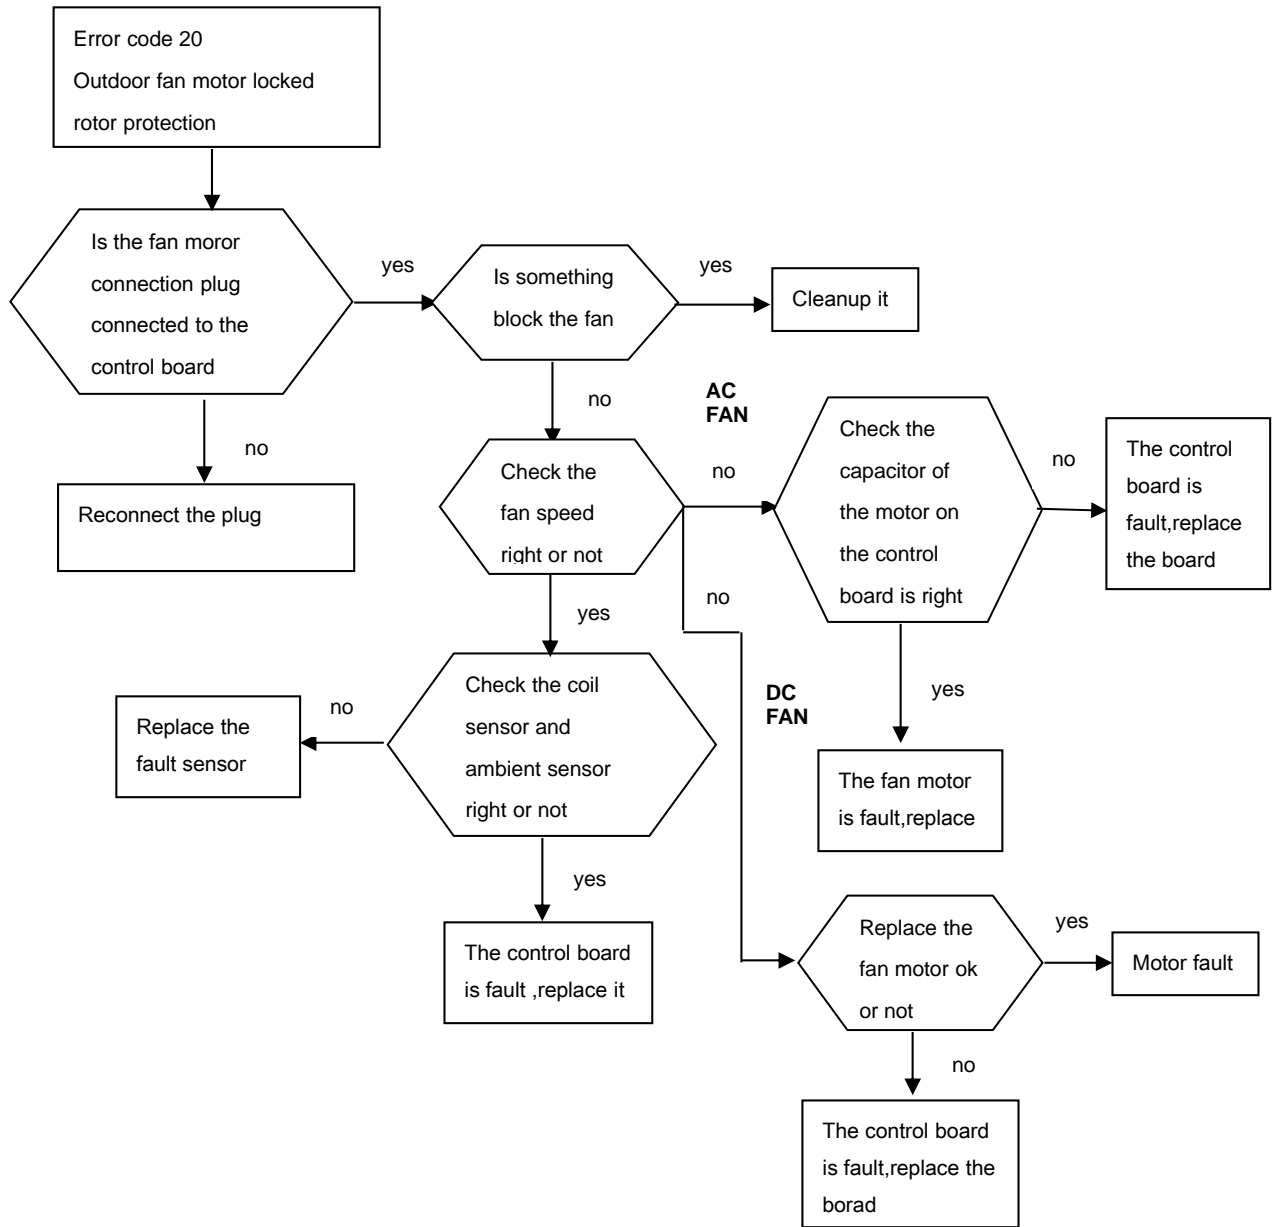 Error code 20
Outdoor fan motor locked
rotor protection
Is the fan moror
connection plug
connected to the
control board
yes
Is something
block the fan
yes
Cleanup it
no
Reconnect the plug
no
Check the
fan speed
right or not
AC
FAN
no
Check the
capacitor of
the motor on
the control
board is right
no
The control
board is
fault,replace
the board
yes
The fan motor
is fault,replace
no
DC
FAN
yes
Check the coil
sensor and
ambient sensor
right or not
no
Replace the
fault sensor
yes
The control board
is fault ,replace it
Replace the
fan motor ok
or not
yes
Motor fault
no
The control board
is fault,replace the
borad